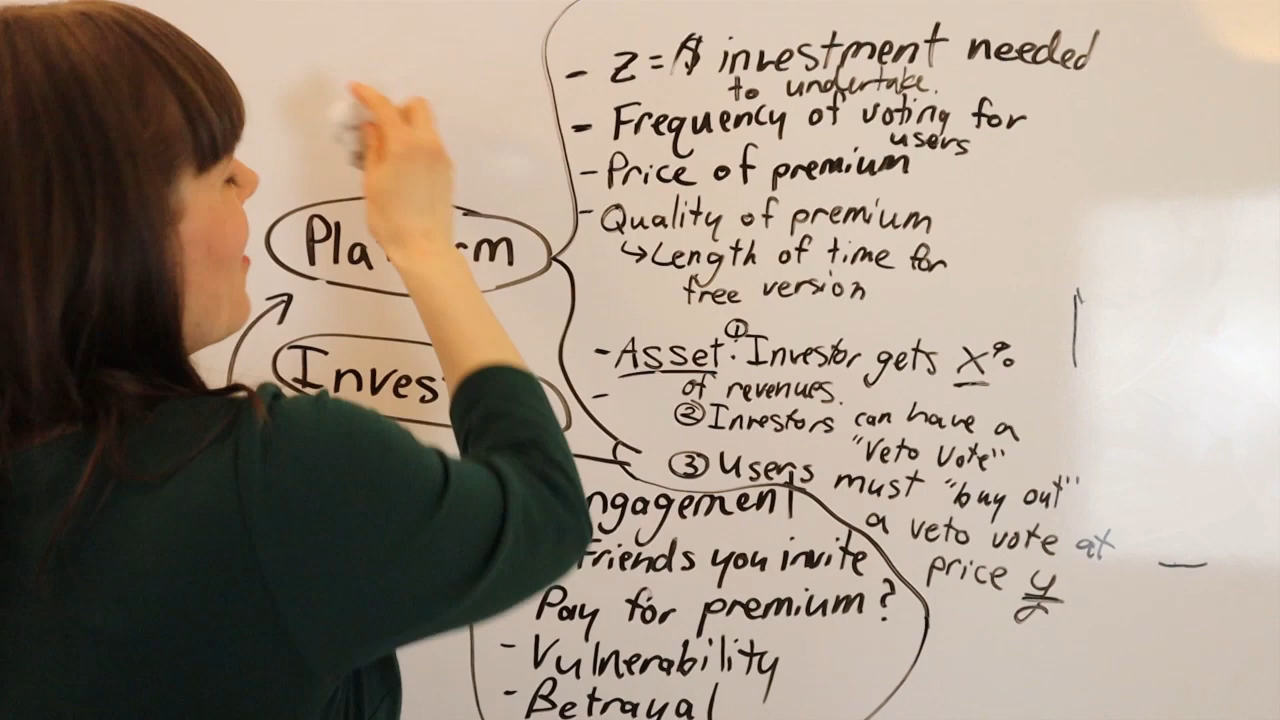 - z = $ investment needed
to undertake.
- Frequency of voting for
users
- Price of premium
- Quality of premium
↳ Length of time for
free version
Pla rm
Inves
- Asset: ① Investor gets x%
of revenues.
-
② Investors can have a
"Veto Vote"
③ Users must "buy out"
a veto vote at
price y
ngagement
Friends you invite
Pay for premium?
- Vulnerability
- Betrayal